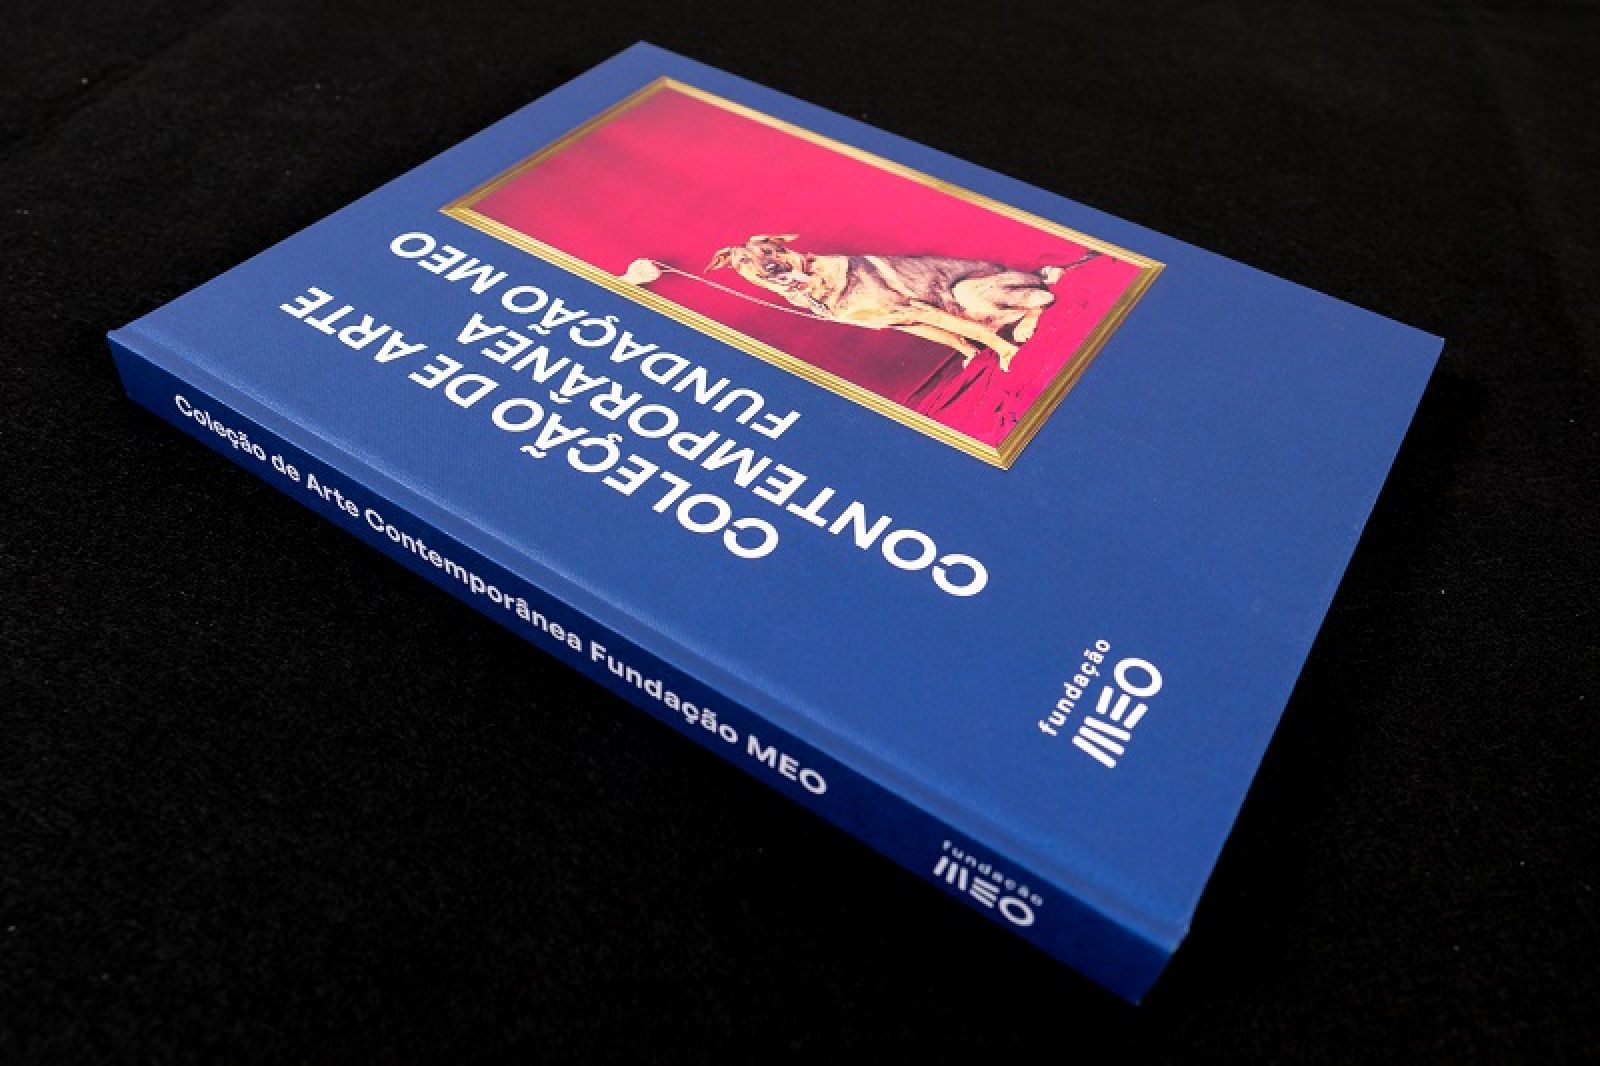 COLEÇÃO DE ARTE
CONTEMPORÂNEA
FUNDAÇÃO MEO
fundação
MEO
Coleção de Arte Contemporânea Fundação MEO
fundação
MEO